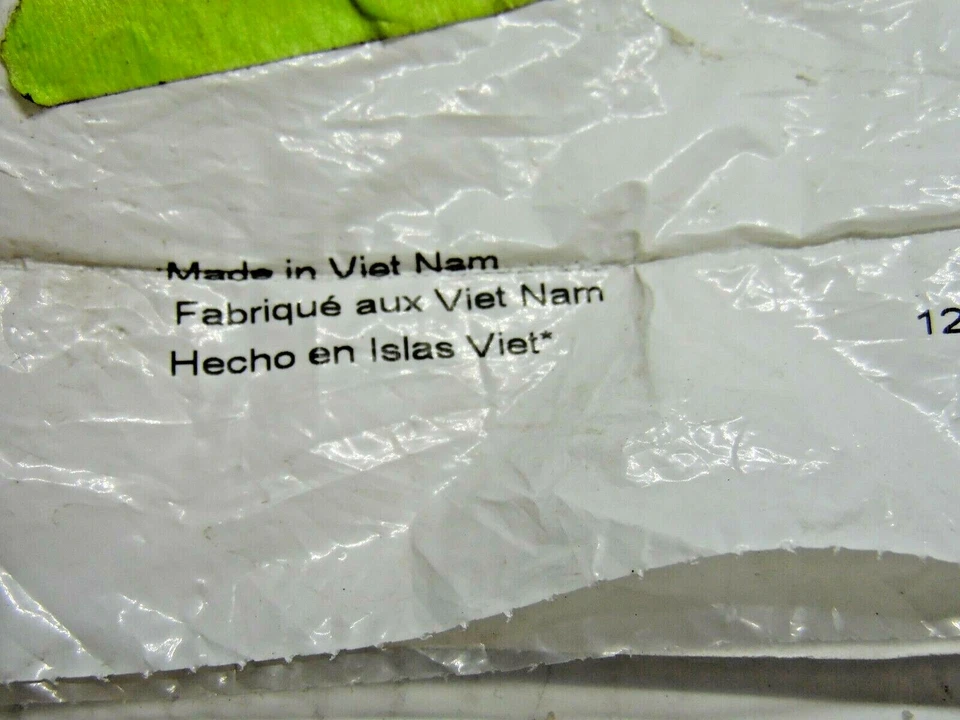 Made in Viet Nam
Fabriqué aux Viet Nam
Hecho en Islas Viet*
12